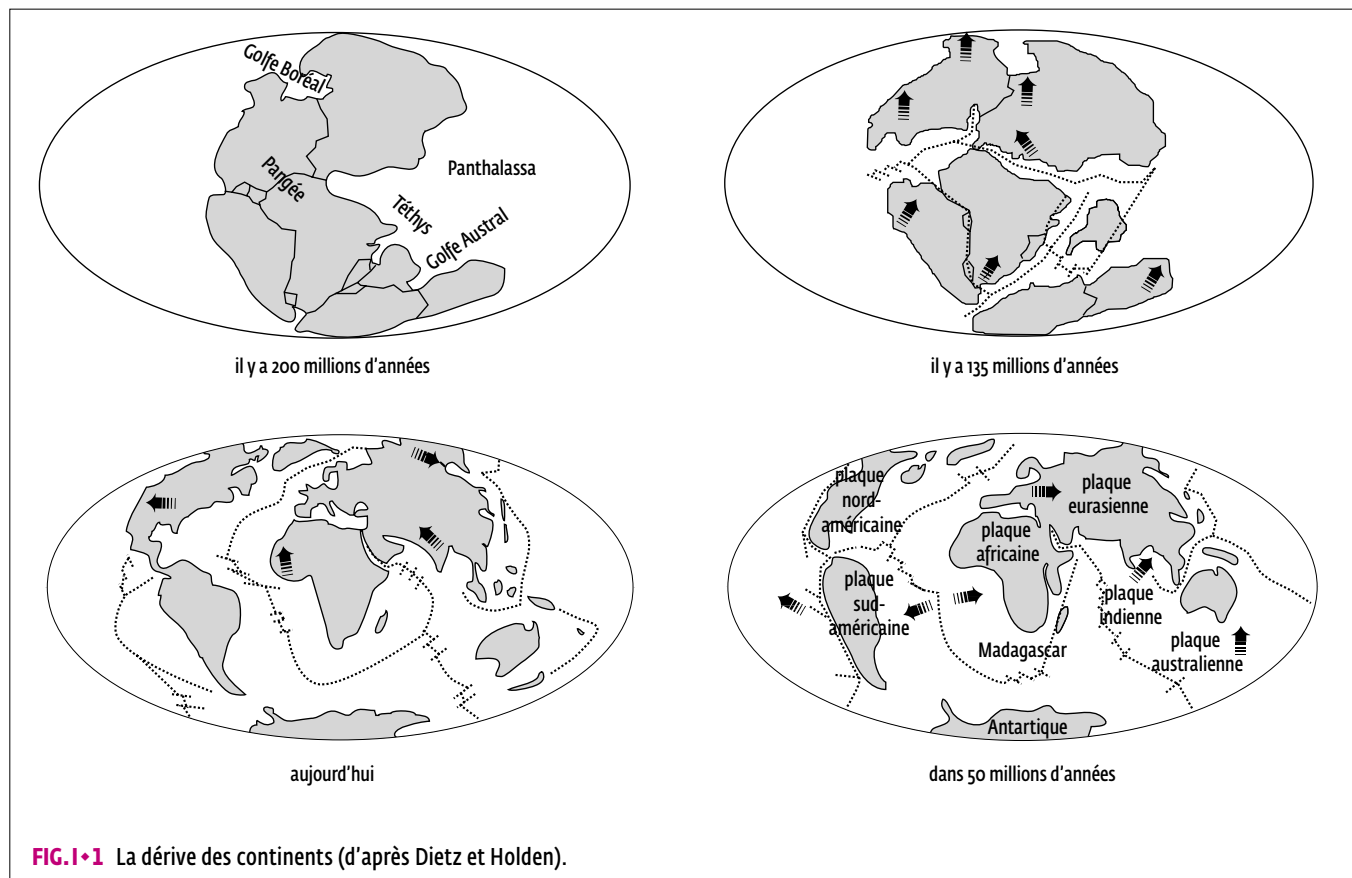 Golfe Boréal
Pangée
Panthalassa
Téthys
Golfe Austral
il y a 200 millions d'années
il y a 135 millions d'années
aujourd'hui
plaque
nord-
américaine
plaque
eurasienne
plaque
africaine
plaque
sud-
américaine
plaque
indienne
Madagascar
plaque
australienne
Antartique
dans 50 millions d'années
FIG.I•1 La dérive des continents (d'après Dietz et Holden).